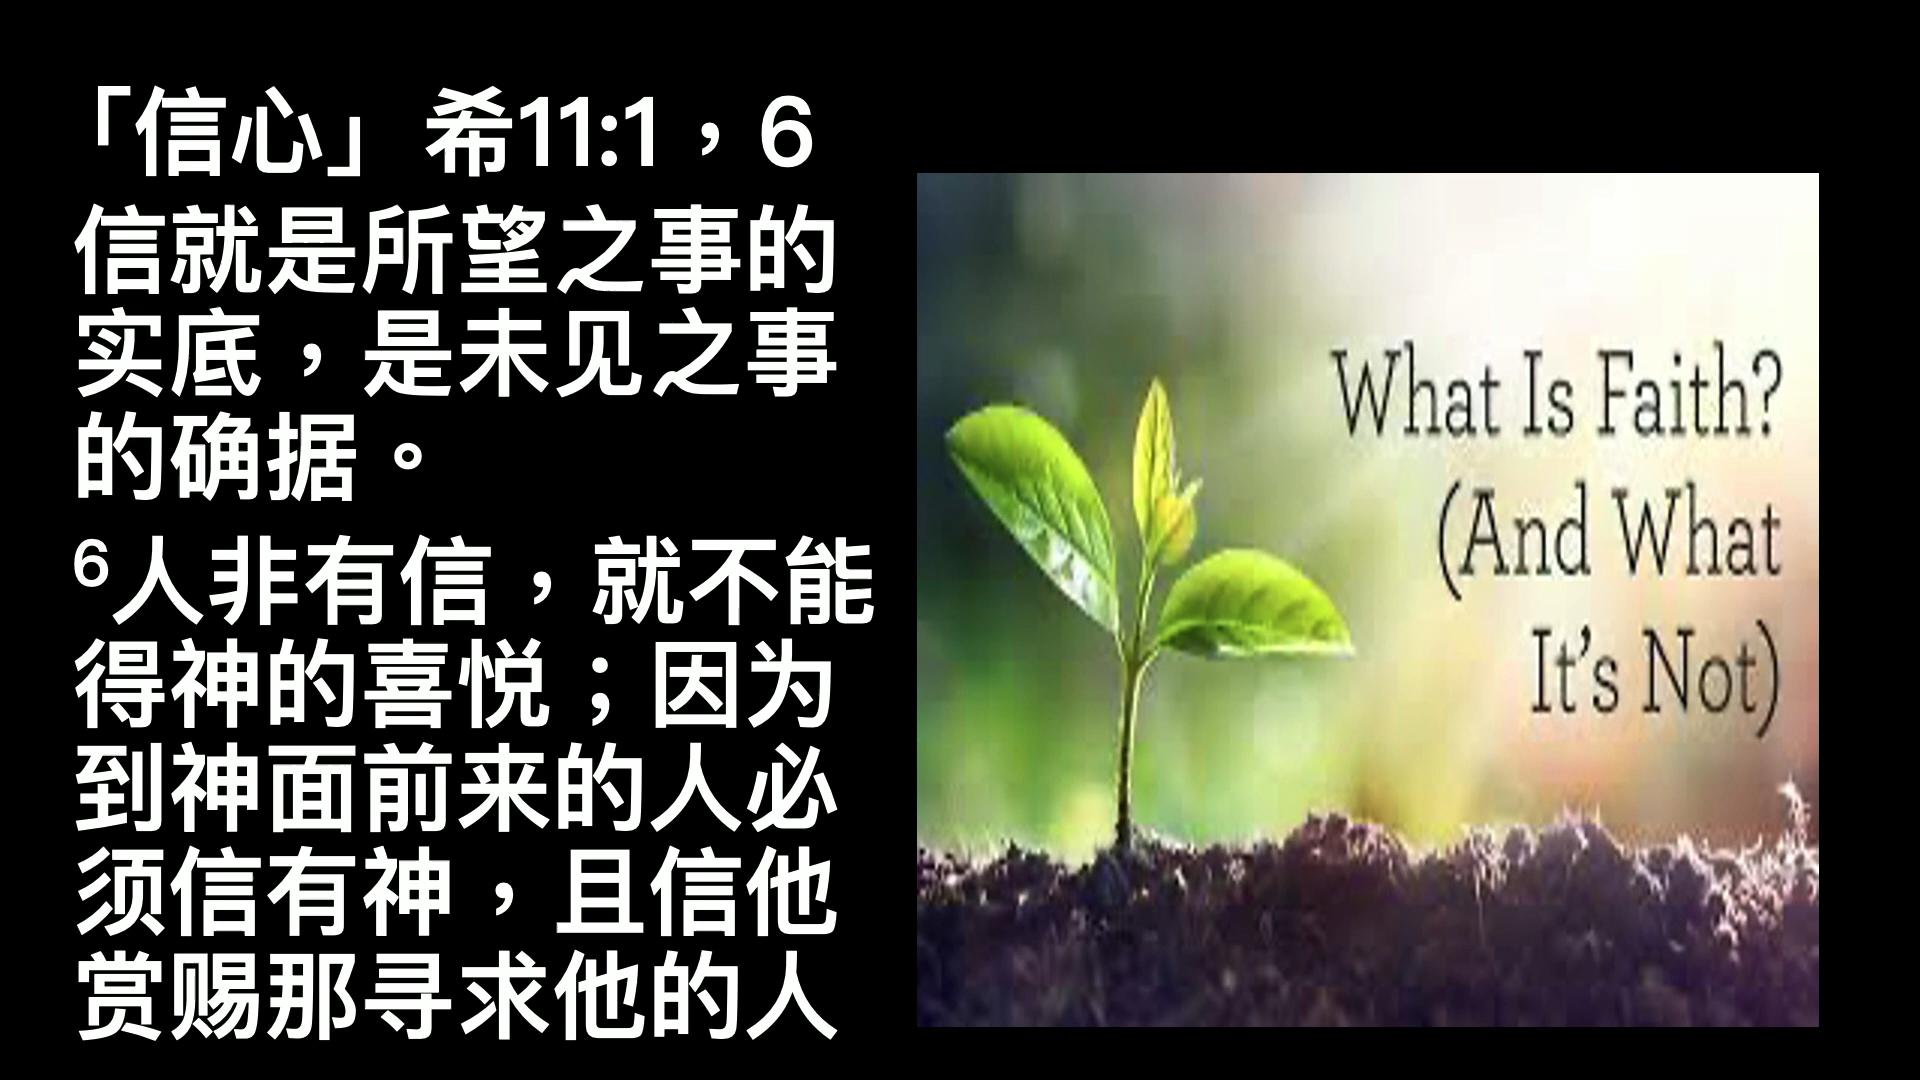 「信心」 希11:1，6
信就是所望之事的
实底，是未见之事
的确据。
6人非有信，就不能
得神的喜悦；因为
到神面前来的人必
须信有神，且信他
赏赐那寻求他的人
What Is Faith?
(And What
It’s Not)